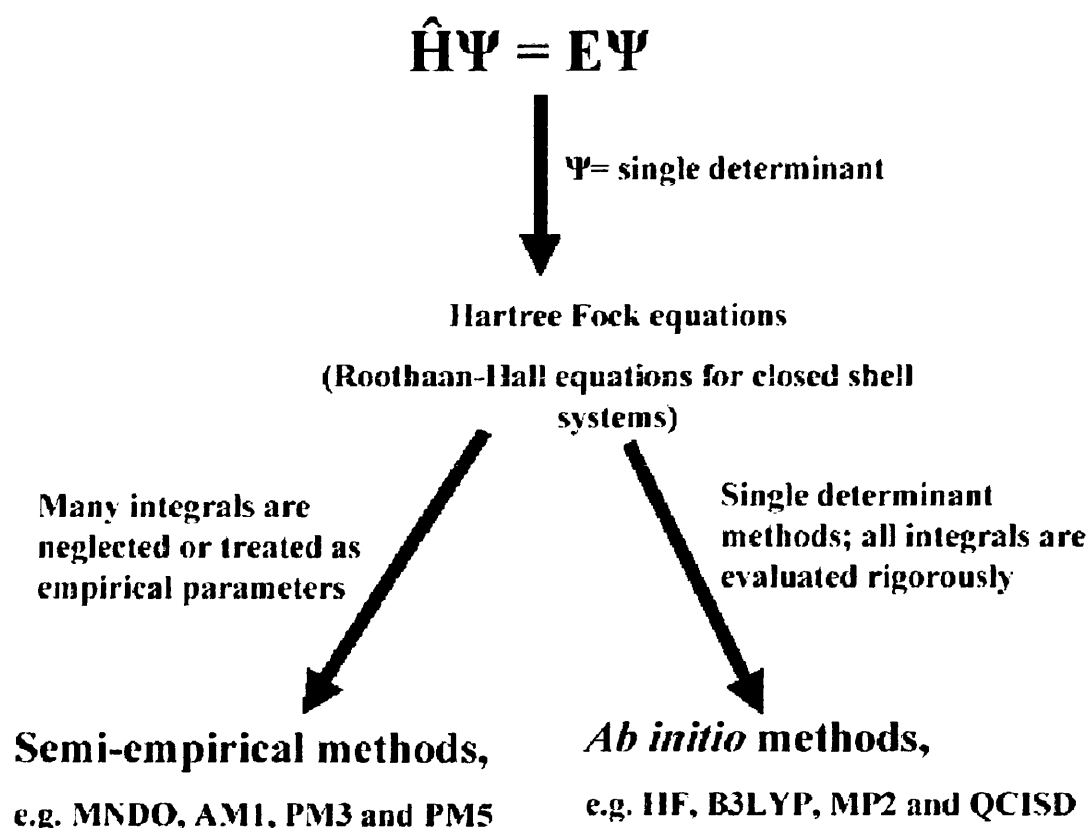 ĤΨ = EΨ
Ψ= single determinant
Hartree Fock equations
(Roothaan-Hall equations for closed shell
systems)
Many integrals are
neglected or treated as
empirical parameters
Single determinant
methods; all integrals are
evaluated rigorously
Semi-empirical methods,
e.g. MNDO, AM1, PM3 and PM5
Ab initio methods,
e.g. HF, B3LYP, MP2 and QCISD